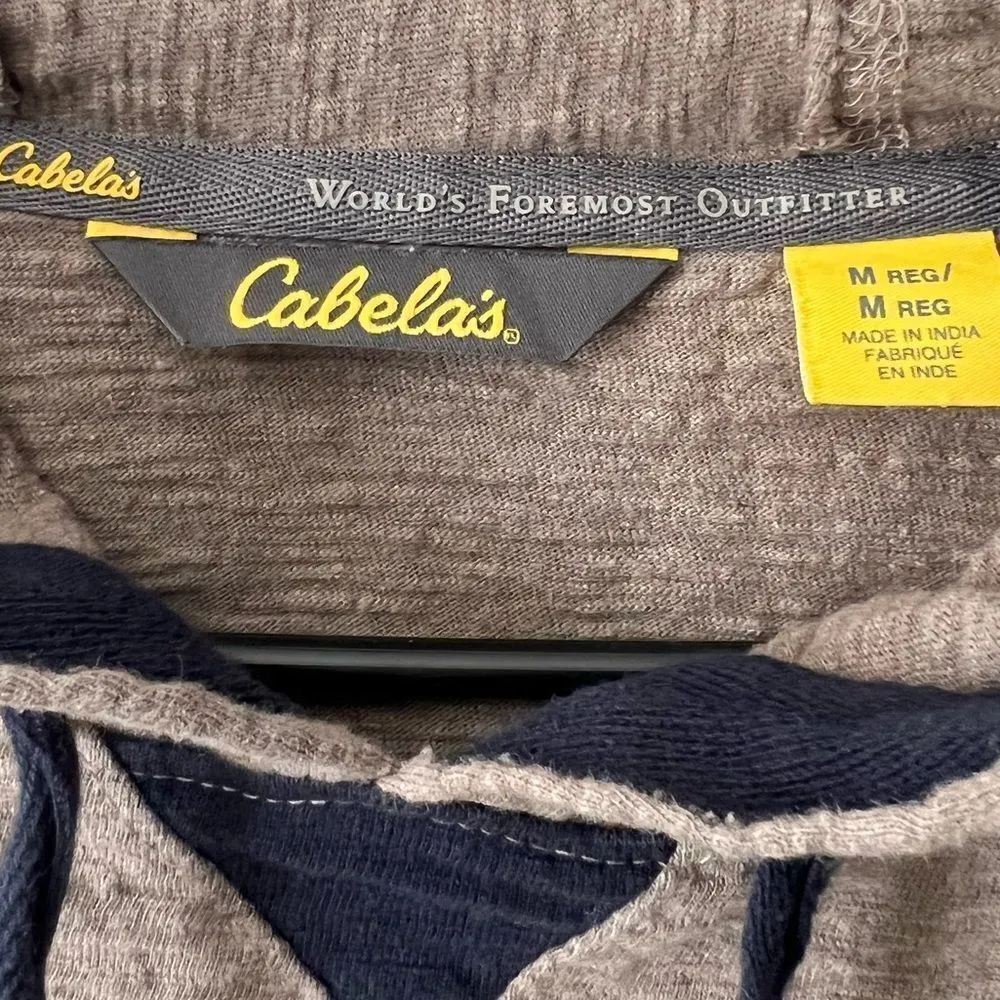 Cabela's
WORLD'S FOREMOST OUTFITTER
Cabela's®
M REG/
M REG
MADE IN INDIA
FABRIQUÉ
EN INDE